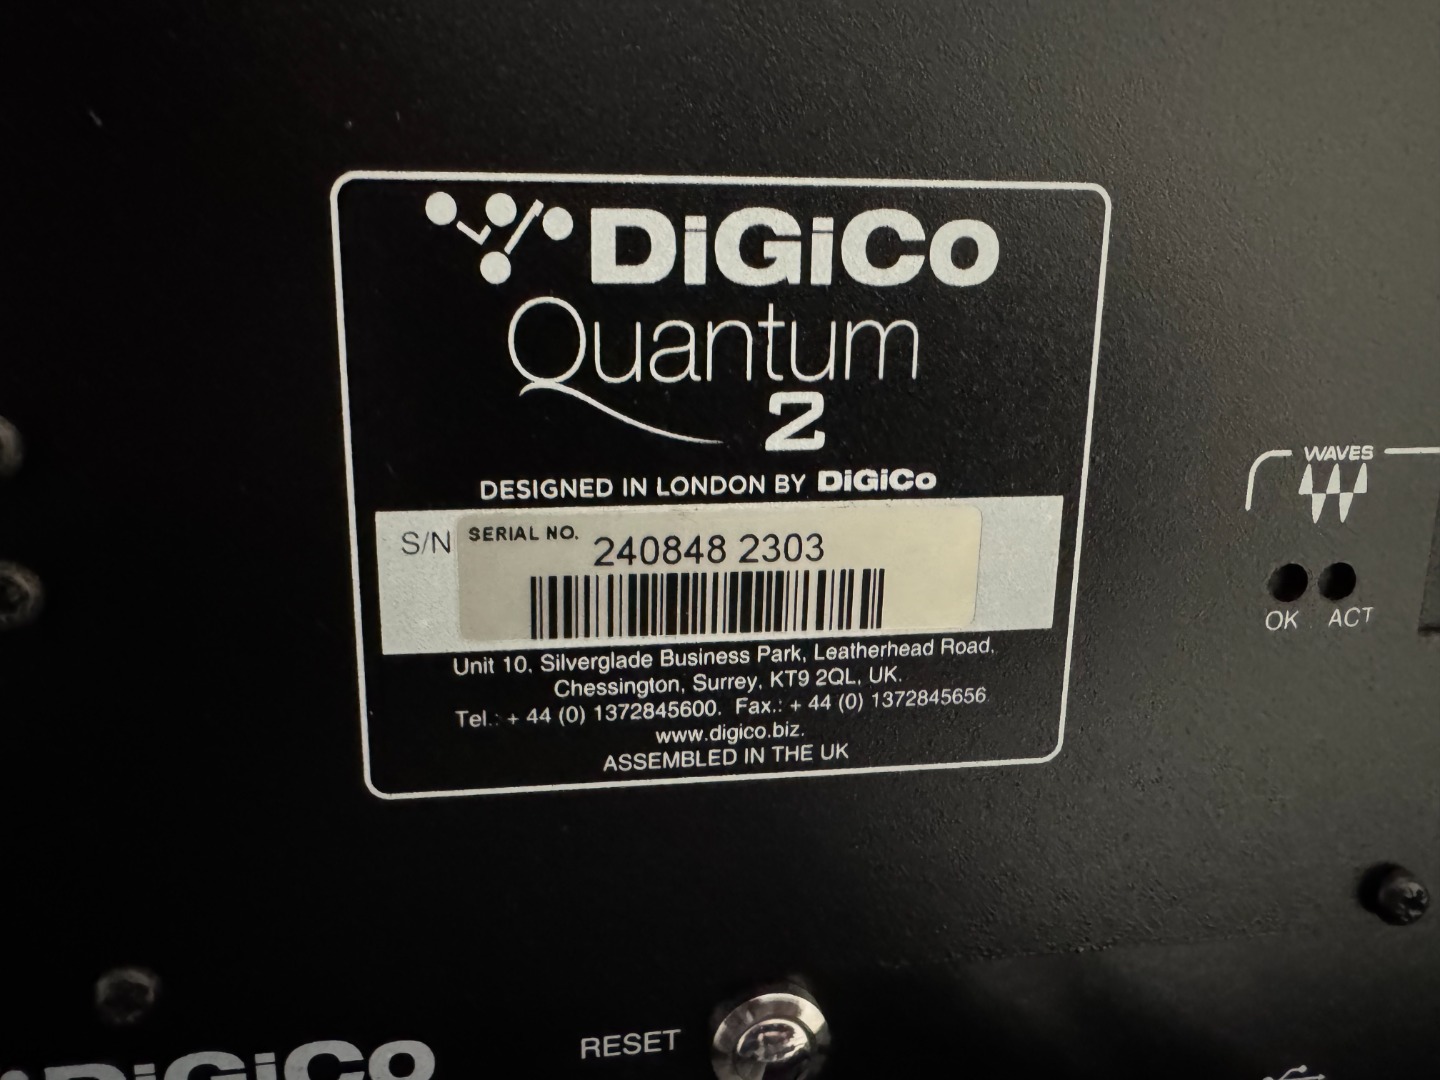 DiGiCo
Quantum
2
DESIGNED IN LONDON BY DiGiCo
S/N SERIAL NO. 240848 2303
Unit 10, Silverglade Business Park, Leatherhead Road,
Chessington, Surrey, KT9 2QL, UK.
Tel.: + 44 (0) 1372845600. Fax.: + 44 (0) 1372845656
www.digico.biz.
ASSEMBLED IN THE UK
WAVES
OK ACT
RESET
DiGiCo